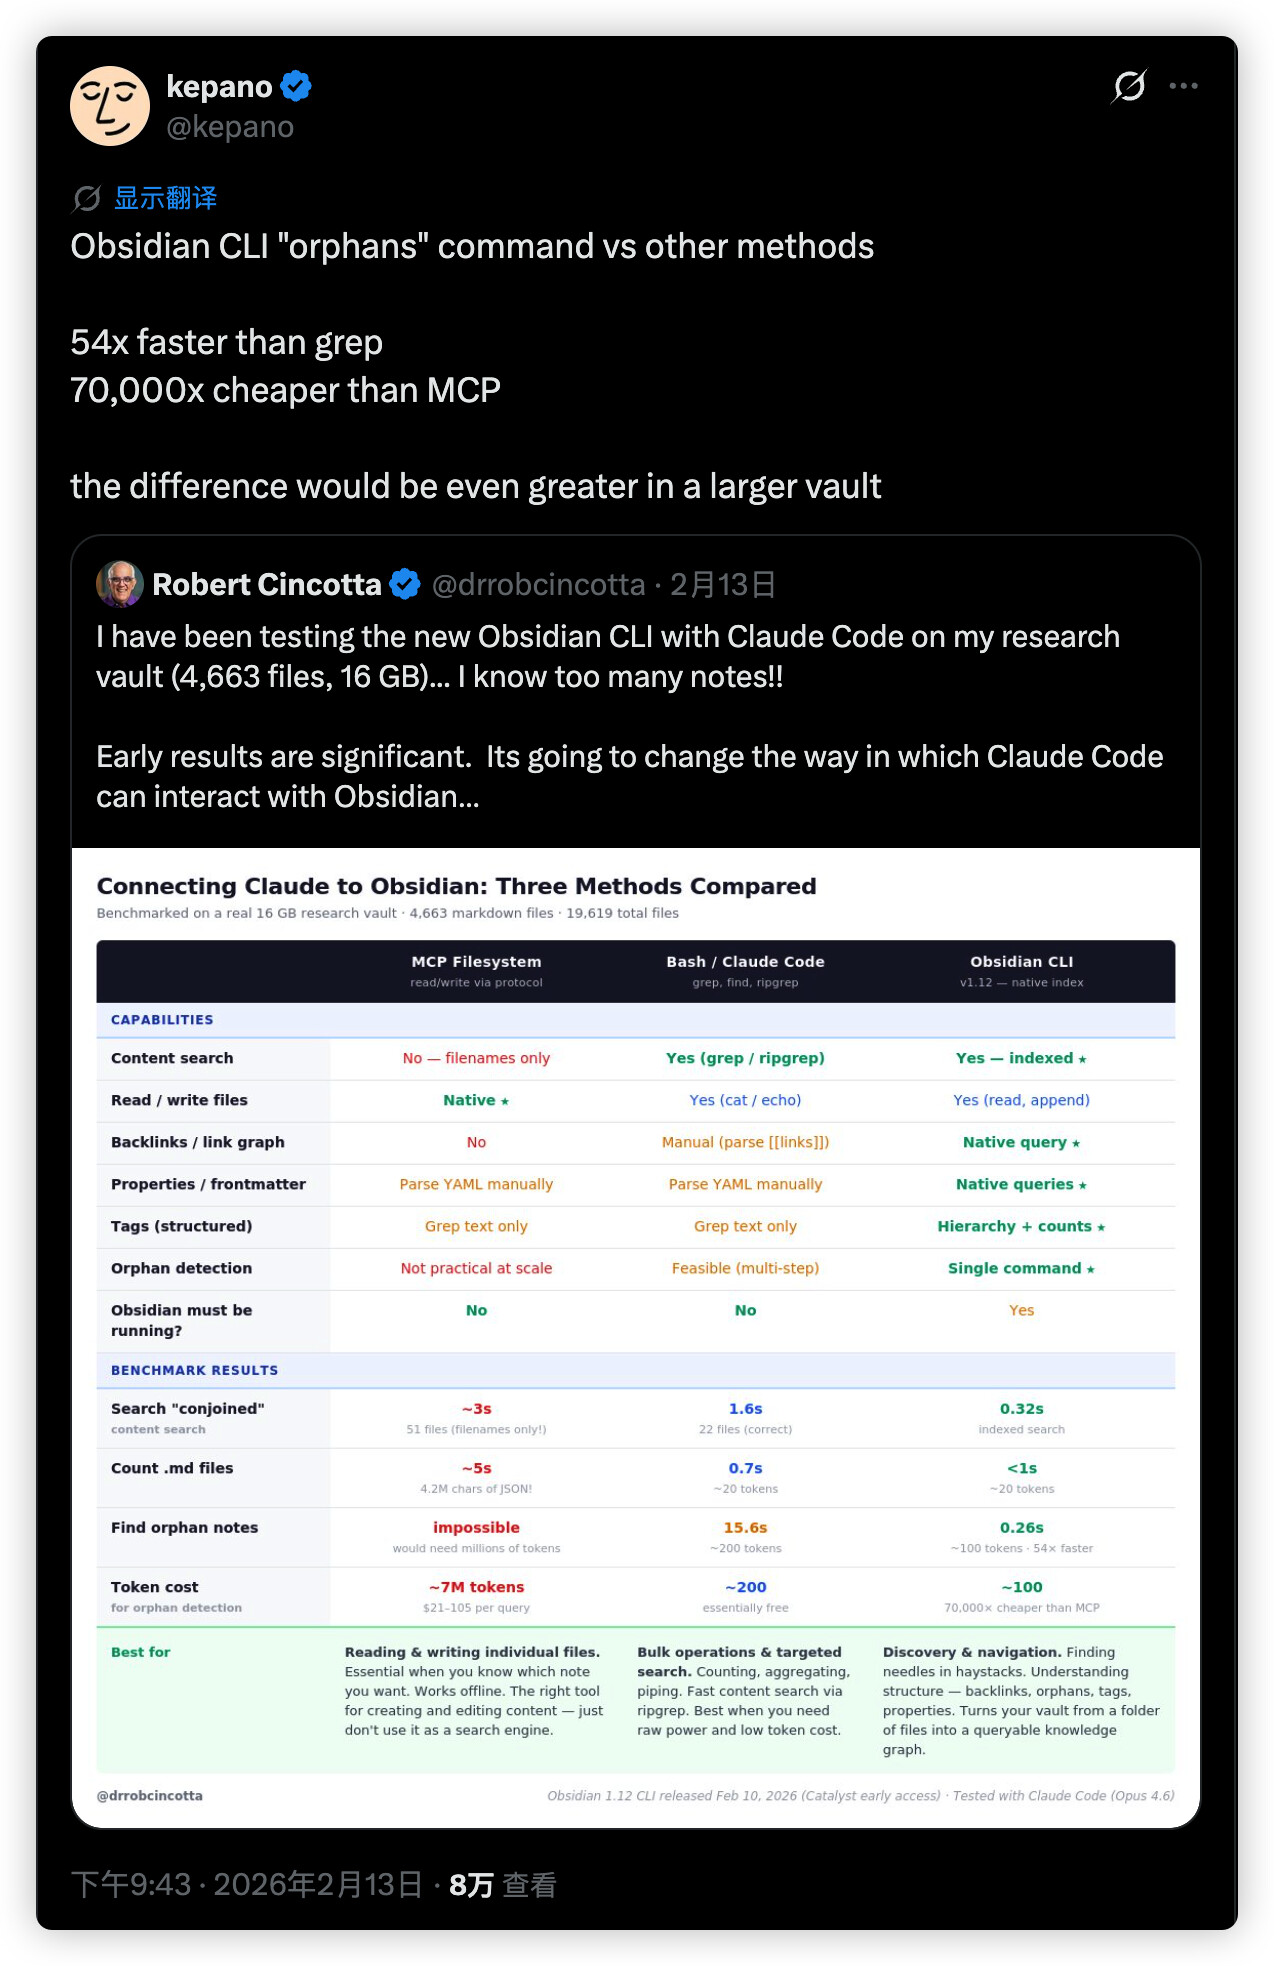 kepano
@kepano
显示翻译
Obsidian CLI "orphans" command vs other methods
54x faster than grep
70,000x cheaper than MCP
the difference would be even greater in a larger vault
Robert Cincotta @drrobcincotta · 2月13日
I have been testing the new Obsidian CLI with Claude Code on my research
vault (4,663 files, 16 GB)... I know too many notes!!
Early results are significant.  Its going to change the way in which Claude Code
can interact with Obsidian...
Connecting Claude to Obsidian: Three Methods Compared
Benchmarked on a real 16 GB research vault · 4,663 markdown files · 19,619 total files
MCP Filesystem Bash / Claude Code Obsidian CLI
read/write via protocol grep, find, ripgrep v1.12 — native index
CAPABILITIES
Content search No — filenames only Yes (grep / ripgrep) Yes — indexed ★
Read / write files Native ★ Yes (cat / echo) Yes (read, append)
Backlinks / link graph No Manual (parse [[links]]) Native query ★
Properties / frontmatter Parse YAML manually Parse YAML manually Native queries ★
Tags (structured) Grep text only Grep text only Hierarchy + counts ★
Orphan detection Not practical at scale Feasible (multi-step) Single command ★
Obsidian must be No No Yes
running?
BENCHMARK RESULTS
Search "conjoined" ~3s 1.6s 0.32s
content search 51 files (filenames only!) 22 files (correct) indexed search
Count .md files ~5s 0.7s <1s
4.2M chars of JSON! ~20 tokens ~20 tokens
Find orphan notes impossible 15.6s 0.26s
would need millions of tokens ~200 tokens ~100 tokens · 54× faster
Token cost ~7M tokens ~200 ~100
for orphan detection $21–105 per query essentially free 70,000× cheaper than MCP
Best for
Reading & writing individual files.
Essential when you know which note
you want. Works offline. The right tool
for creating and editing content — just
don't use it as a search engine.
Bulk operations & targeted
search. Counting, aggregating,
piping. Fast content search via
ripgrep. Best when you need
raw power and low token cost.
Discovery & navigation. Finding
needles in haystacks. Understanding
structure — backlinks, orphans, tags,
properties. Turns your vault from a folder
of files into a queryable knowledge
graph.
@drrobcincotta Obsidian 1.12 CLI released Feb 10, 2026 (Catalyst early access) · Tested with Claude Code (Opus 4.6)
下午9:43 · 2026年2月13日 · 8万 查看